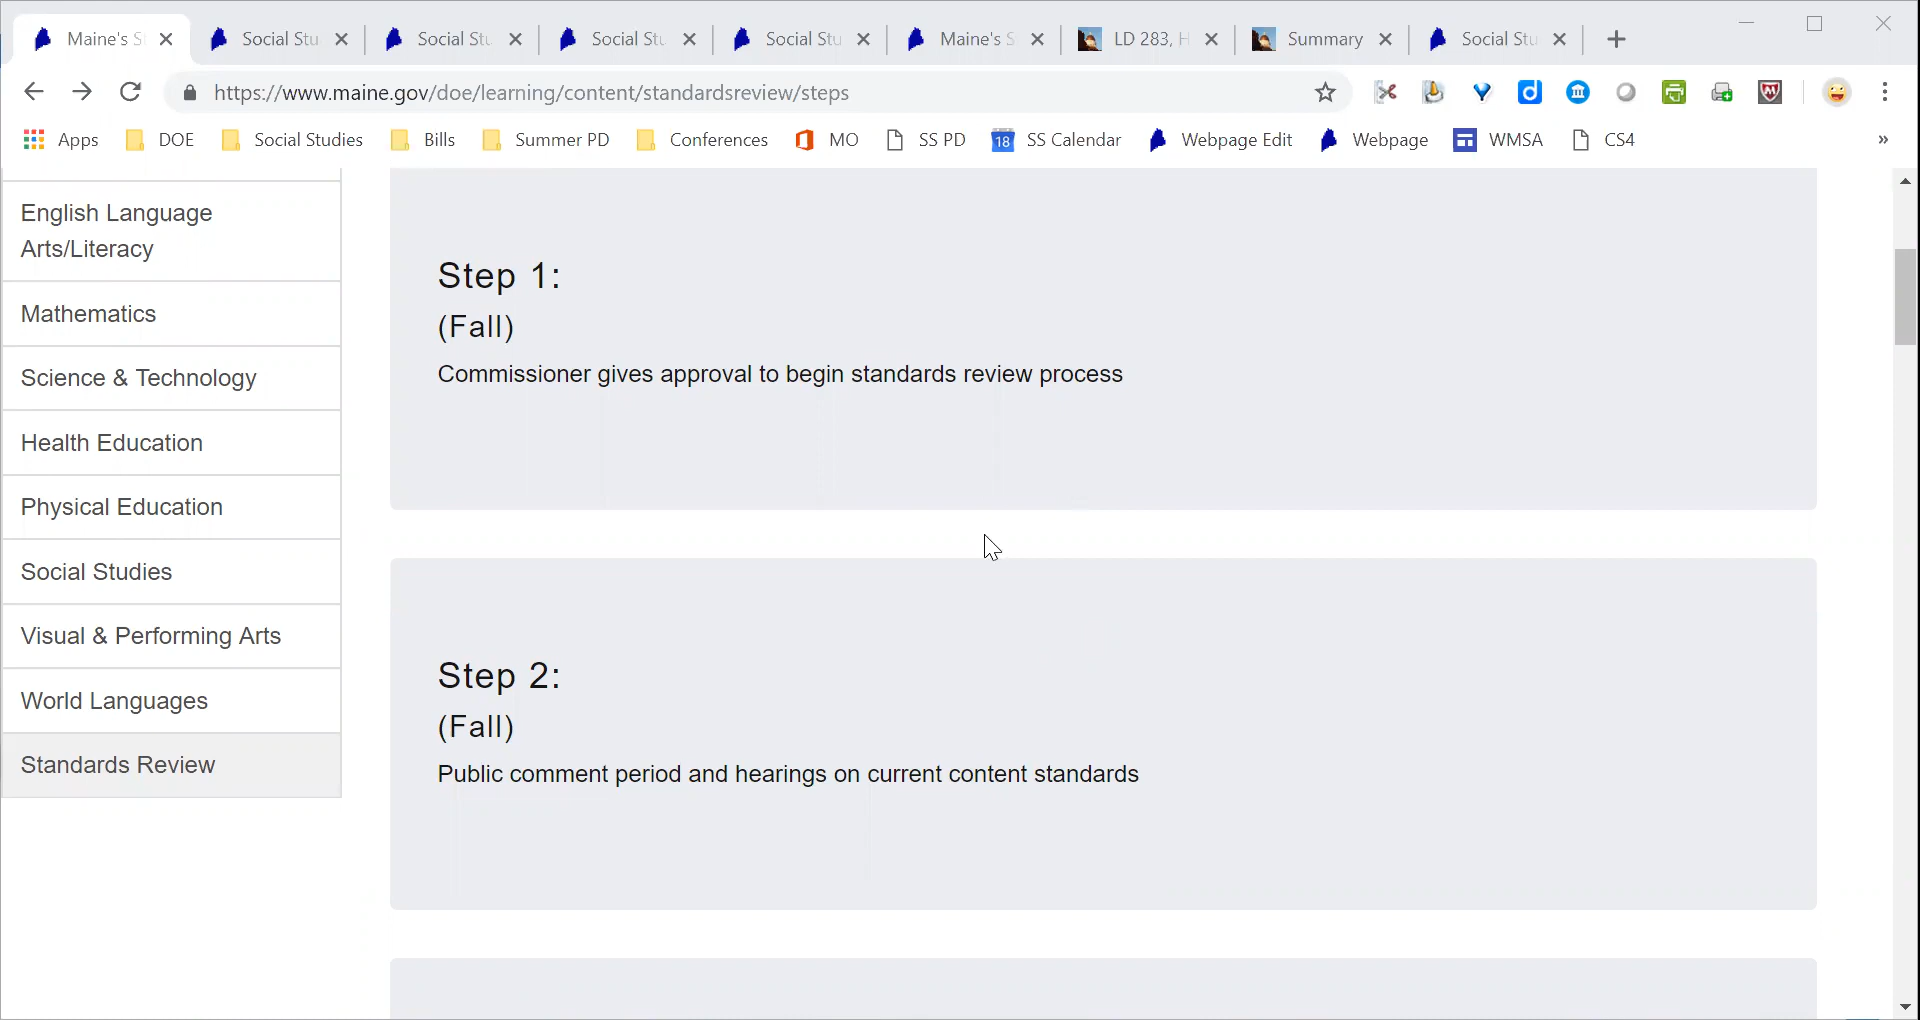 Maine's S
Social Stu
Social Stu
Social Stu
Social Stu
Maine's S
LD 283, H
Summary
Social Stu
https://www.maine.gov/doe/learning/content/standardsreview/steps
Apps
DOE
Social Studies
Bills
Summer PD
Conferences
MO
SS PD
18
SS Calendar
Webpage Edit
Webpage
WMSA
CS4
»
English Language
Arts/Literacy
Mathematics
Science & Technology
Health Education
Physical Education
Social Studies
Visual & Performing Arts
World Languages
Standards Review
Step 1:
(Fall)
Commissioner gives approval to begin standards review process
Step 2:
(Fall)
Public comment period and hearings on current content standards